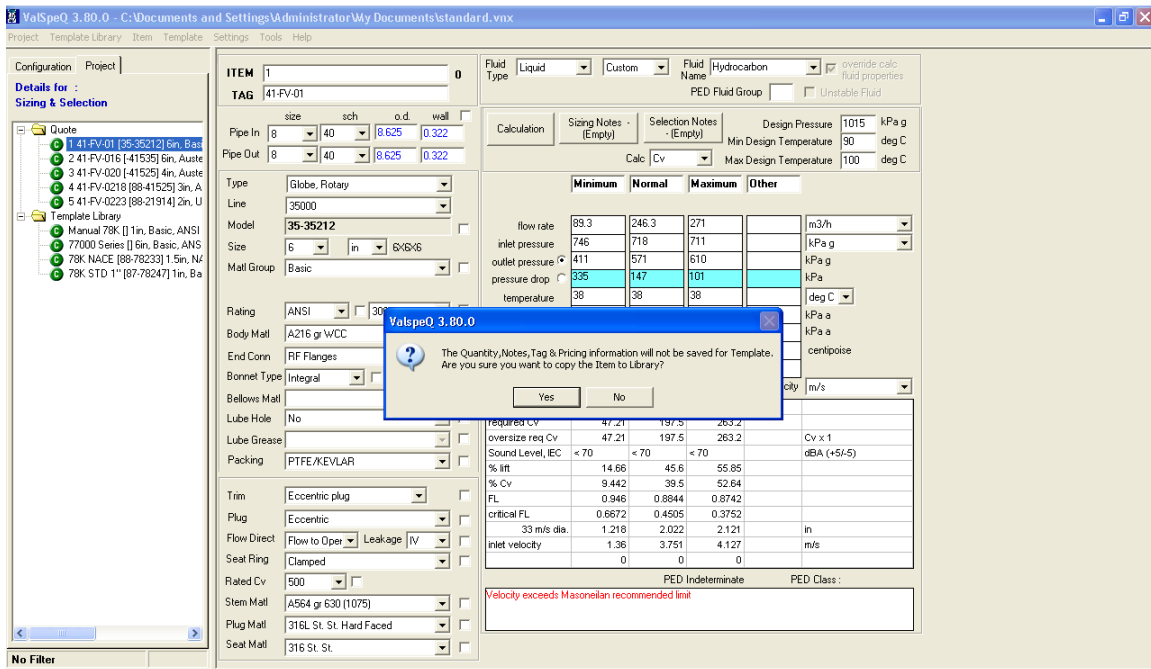 ValSpeQ 3.80.0 - C:\Documents and Settings\Administrator\My Documents\standard.vnx
Project Template Library Item Template Settings Tools Help
Configuration Project
Details for :
Sizing & Selection
Quote
1 41-FV-01 [35-35212] 6in, Basi
2 41-FV-016 [-41535] 6in, Auste
3 41-FV-020 [-41525] 4in, Auste
4 41-FV-0218 [88-41525] 3in, A
5 41-FV-0223 [88-21914] 2in, U
Template Library
Manual 78K [] 1in, Basic, ANSI
77000 Series [] 6in, Basic, ANS
78K NACE [88-78233] 1.5in, NA
78K STD 1" [87-78247] 1in, Ba
No Filter
ITEM 1 0
TAG 41-FV-01
size sch o.d. wall
Pipe In 8 40 8.625 0.322
Pipe Out 8 40 8.625 0.322
Type Globe, Rotary
Line 35000
Model 35-35212
Size 6 in 6X6X6
Matl Group Basic
Rating ANSI 30
Body Matl A216 gr WCC
End Conn RF Flanges
Bonnet Type Integral
Bellows Matl
Lube Hole No
Lube Grease
Packing PTFE/KEVLAR
Trim Eccentric plug
Plug Eccentric
Flow Direct Flow to Oper Leakage IV
Seat Ring Clamped
Rated Cv 500
Stem Matl A564 gr 630 (1075)
Plug Matl 316L St. St. Hard Faced
Seat Matl 316 St. St.
Fluid Type Liquid Custom Fluid Name Hydrocarbon override calc fluid properties
PED Fluid Group Unstable Fluid
Calculation Sizing Notes - (Empty) Selection Notes - (Empty) Design Pressure 1015 kPa g
Min Design Temperature 90 deg C
Calc Cv Max Design Temperature 100 deg C
Minimum Normal Maximum Other
flow rate 89.3 246.3 271 m3/h
inlet pressure 746 718 711 kPa g
outlet pressure 411 571 610 kPa g
pressure drop 335 147 101 kPa
temperature 38 38 38 deg C
kPa a
kPa a
centipoise
city m/s
ValspeQ 3.80.0
The Quantity,Notes,Tag & Pricing information will not be saved for Template.
Are you sure you want to copy the Item to Library?
Yes No
required Cv 47.21 197.5 263.2
oversize req Cv 47.21 197.5 263.2 Cv x 1
Sound Level, IEC < 70 < 70 < 70 dBA (+5/-5)
% lift 14.66 45.6 55.85
% Cv 9.442 39.5 52.64
FL 0.946 0.8844 0.8742
critical FL 0.6672 0.4505 0.3752
33 m/s dia. 1.218 2.022 2.121 in
inlet velocity 1.36 3.751 4.127 m/s
0 0 0
PED Indeterminate PED Class :
Velocity exceeds Masoneilan recommended limit